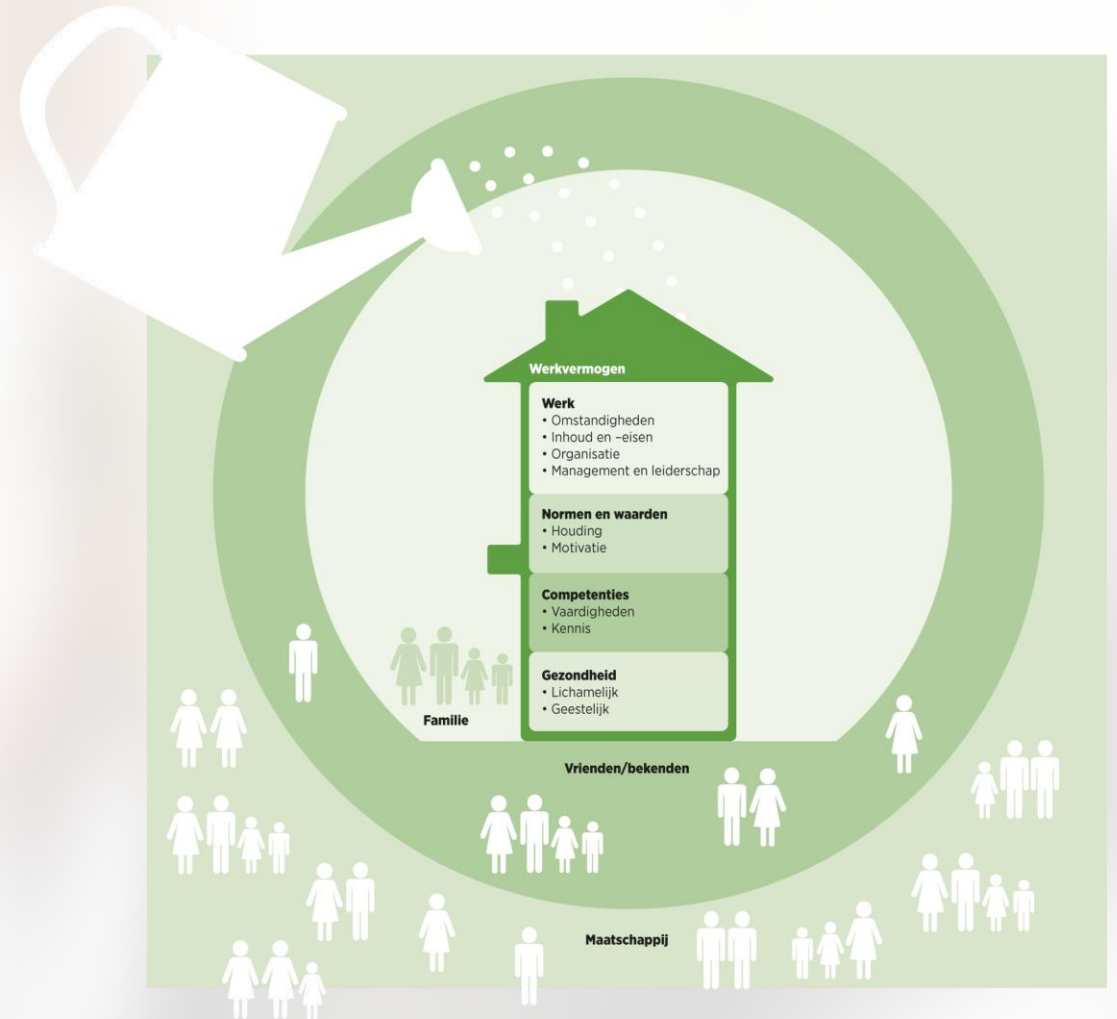 Werkvermogen
Werk
• Omstandigheden
• Inhoud en –eisen
• Organisatie
• Management en leiderschap
Normen en waarden
• Houding
• Motivatie
Competenties
• Vaardigheden
• Kennis
Gezondheid
• Lichamelijk
• Geestelijk
Familie
Vrienden/bekenden
Maatschappij